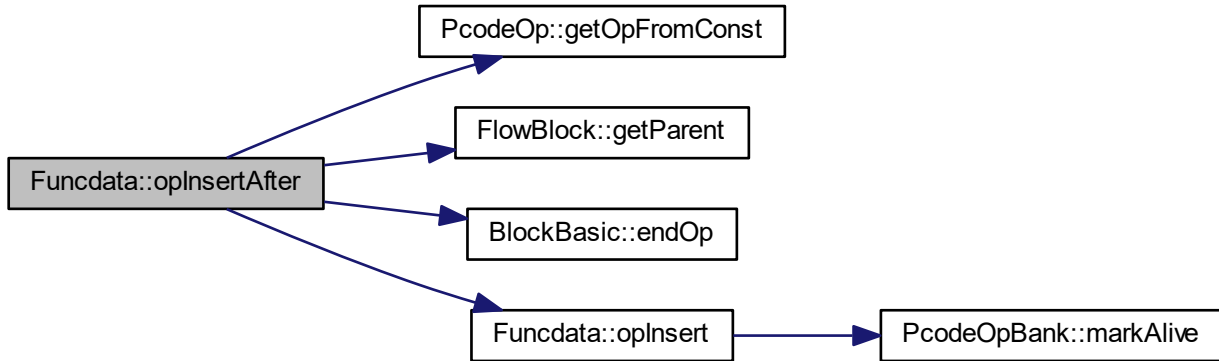 PcodeOp::getOpFromConst
FlowBlock::getParent
Funcdata::opInsertAfter
BlockBasic::endOp
Funcdata::opInsert
PcodeOpBank::markAlive